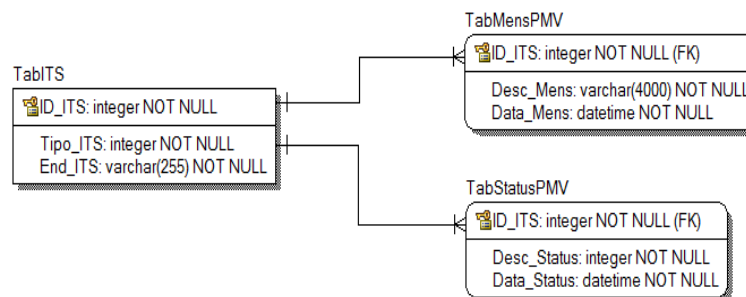 TabITS
ID_ITS: integer NOT NULL
Tipo_ITS: integer NOT NULL
End_ITS: varchar(255) NOT NULL
TabMensPMV
ID_ITS: integer NOT NULL (FK)
Desc_Mens: varchar(4000) NOT NULL
Data_Mens: datetime NOT NULL
TabStatusPMV
ID_ITS: integer NOT NULL (FK)
Desc_Status: integer NOT NULL
Data_Status: datetime NOT NULL